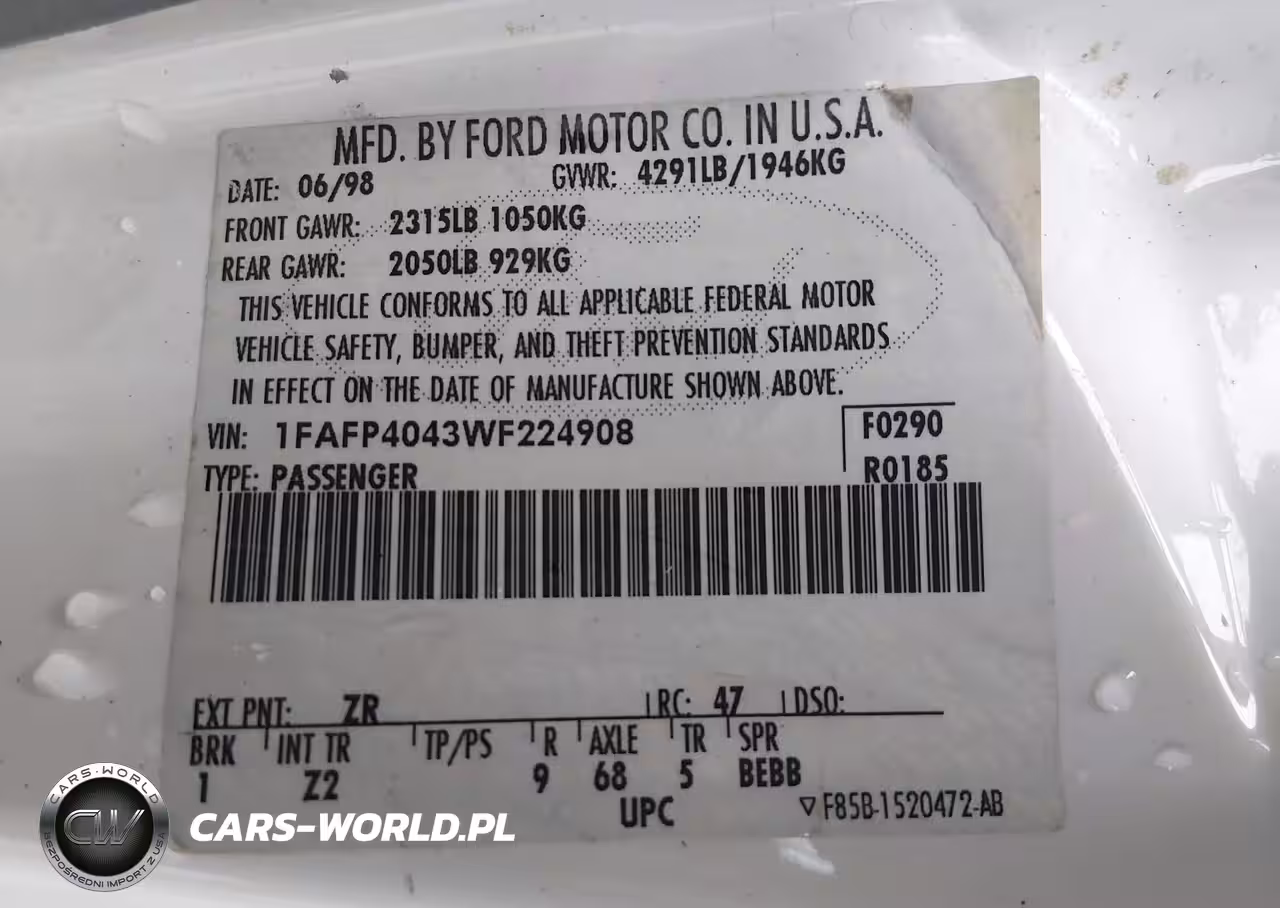 MFD. BY FORD MOTOR CO. IN U.S.A.
DATE: 06/98 GVWR: 4291LB/1946KG
FRONT GAWR: 2315LB 1050KG
REAR GAWR: 2050LB 929KG
THIS VEHICLE CONFORMS TO ALL APPLICABLE FEDERAL MOTOR
VEHICLE SAFETY, BUMPER, AND THEFT PREVENTION STANDARDS
IN EFFECT ON THE DATE OF MANUFACTURE SHOWN ABOVE.
VIN: 1FAFP4043WF224908 F0290
TYPE: PASSENGER R0185
EXT PNT: ZR RC: 47 DSO:
BRK INT TR TP/PS R AXLE TR SPR
1 Z2 9 68 5 BEBB
UPC ▽ F85B-1520472-AB
CARS-WORLD
CW
BEZPOŚREDNI IMPORT Z USA
CARS-WORLD.PL